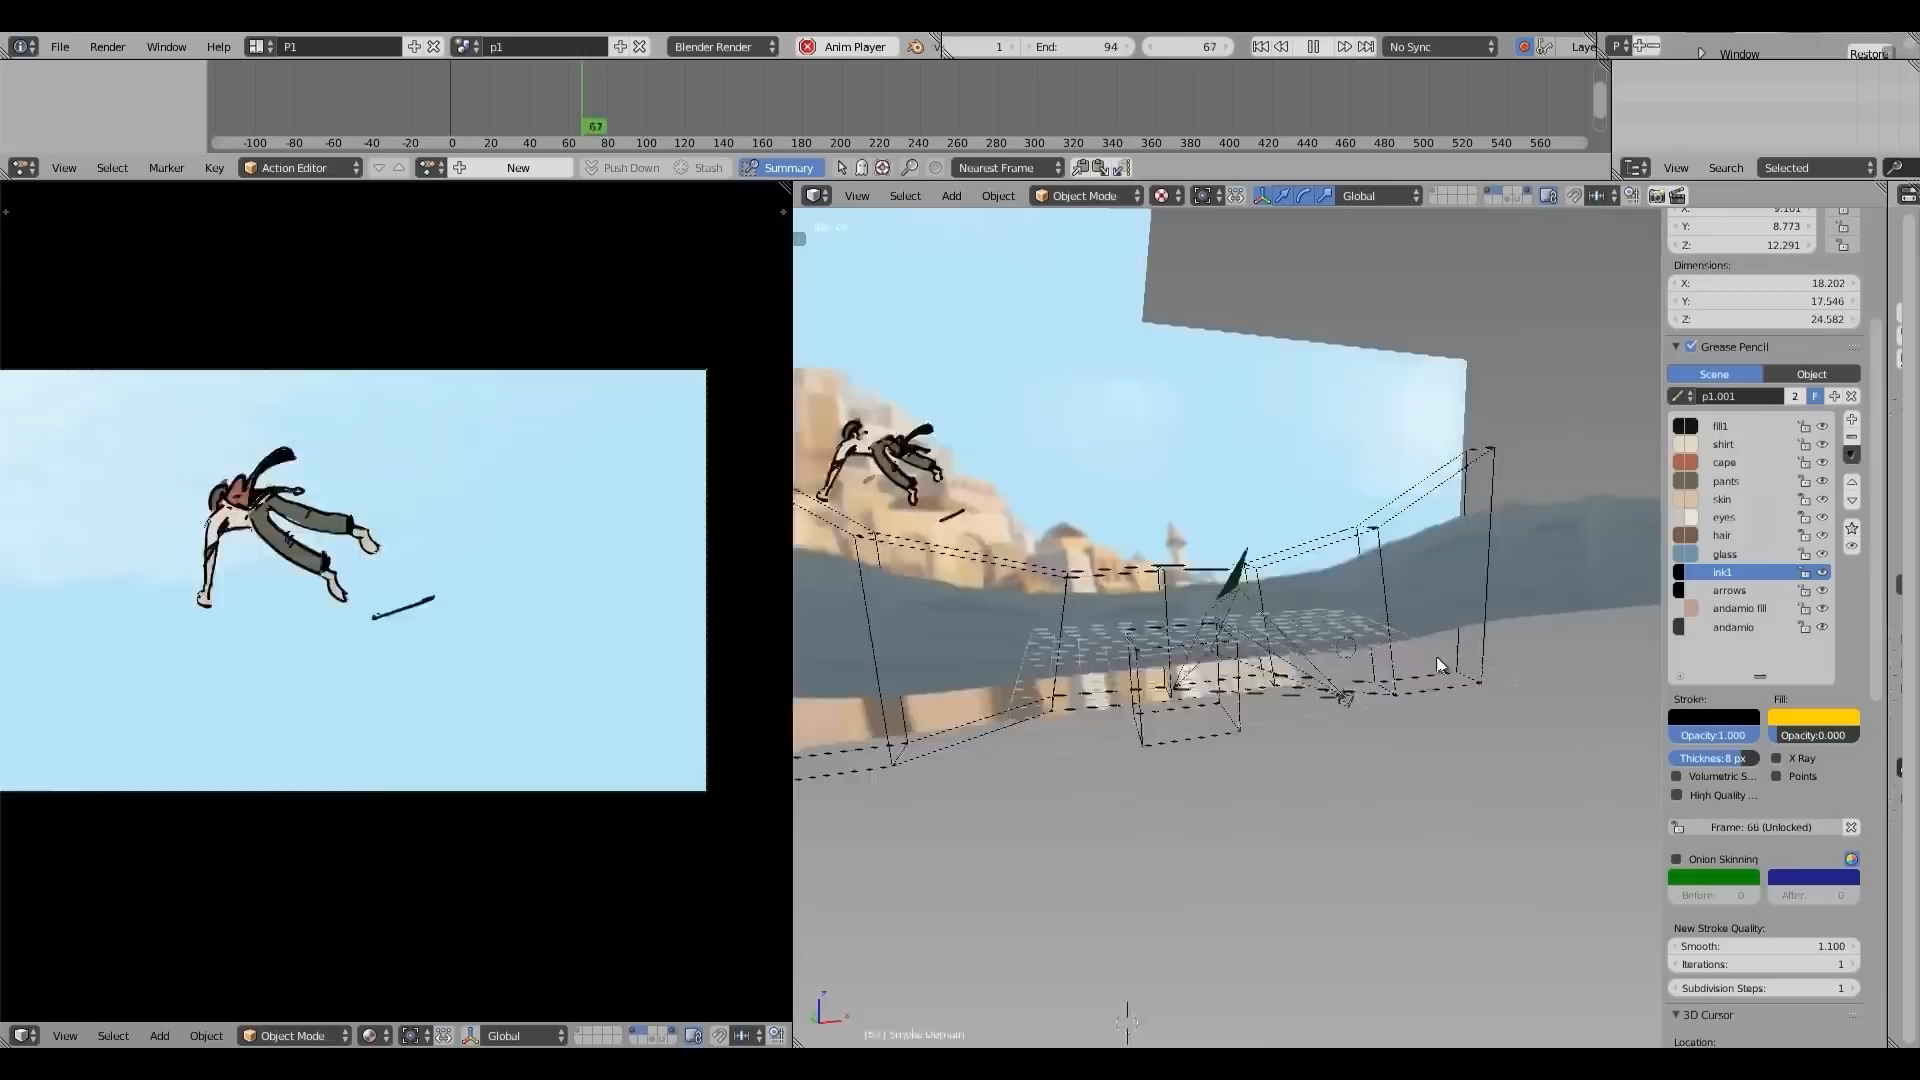 File Render Window Help P1 p1 Blender Render Anim Player 1 End: 94 67 No Sync Laye P Window Restore
67
-100 -80 -60 -40 -20 0 20 40 60 80 100 120 140 160 180 200 220 240 260 280 300 320 340 360 380 400 420 440 460 480 500 520 540 560
View Select Marker Key Action Editor New Push Down Stash Summary Nearest Frame View Search Selected
View Select Add Object Object Mode Global
X: 9.101
Y: 8.773
Z: 12.291
Dimensions:
X: 18.202
Y: 17.546
Z: 24.582
Grease Pencil
Scene Object
p1.001 2 F
fill1
shirt
cape
pants
skin
eyes
hair
glass
ink1
arrows
andamio fill
andamio
Stroke: Fill:
Opacity:1.000 Opacity:0.000
Thicknes:8 px X Ray
Volumetric S... Points
High Quality ...
Frame: 66 (Unlocked)
Onion Skinning
Before: 0 After: 0
New Stroke Quality:
Smooth: 1.100
Iterations: 1
Subdivision Steps: 1
3D Cursor
Location:
View Select Add Object Object Mode Global